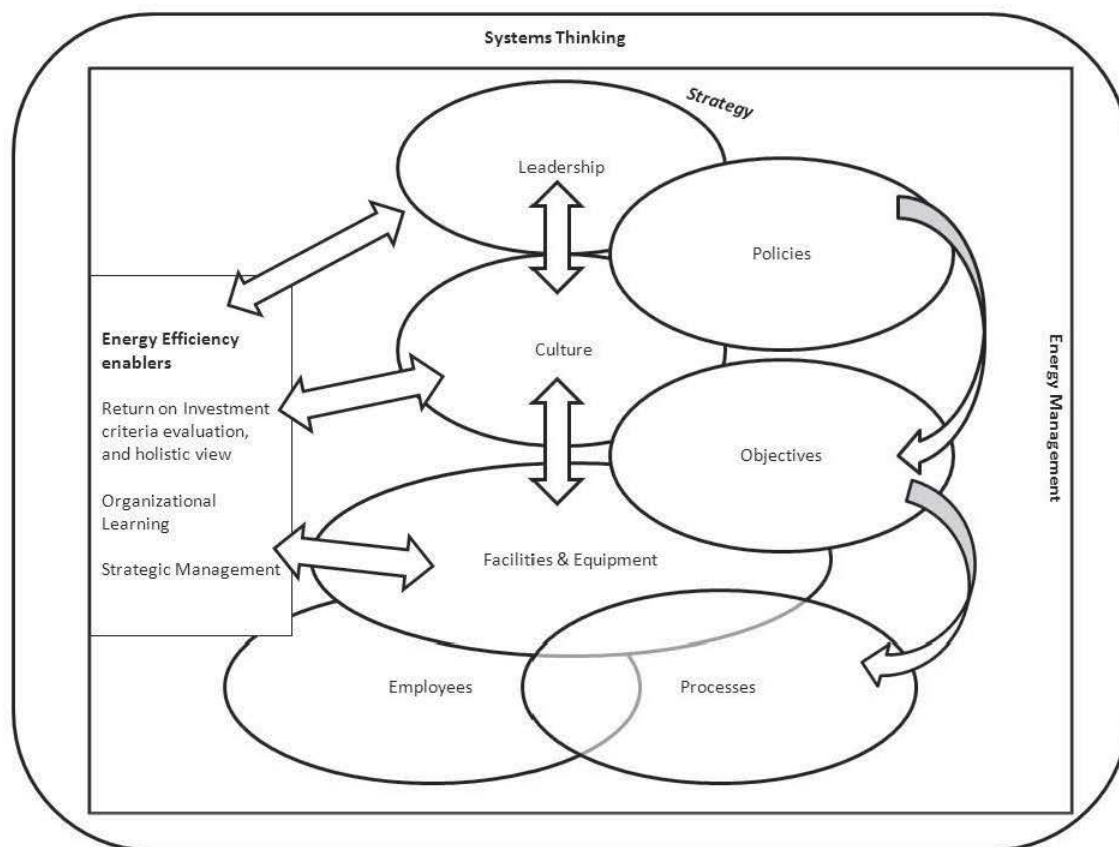 Systems Thinking
Strategy
Leadership
Policies
Energy Management
Energy Efficiency
enablers
Culture
Return on Investment
criteria evaluation,
and holistic view
Objectives
Organizational
Learning
Facilities & Equipment
Strategic Management
Employees
Processes